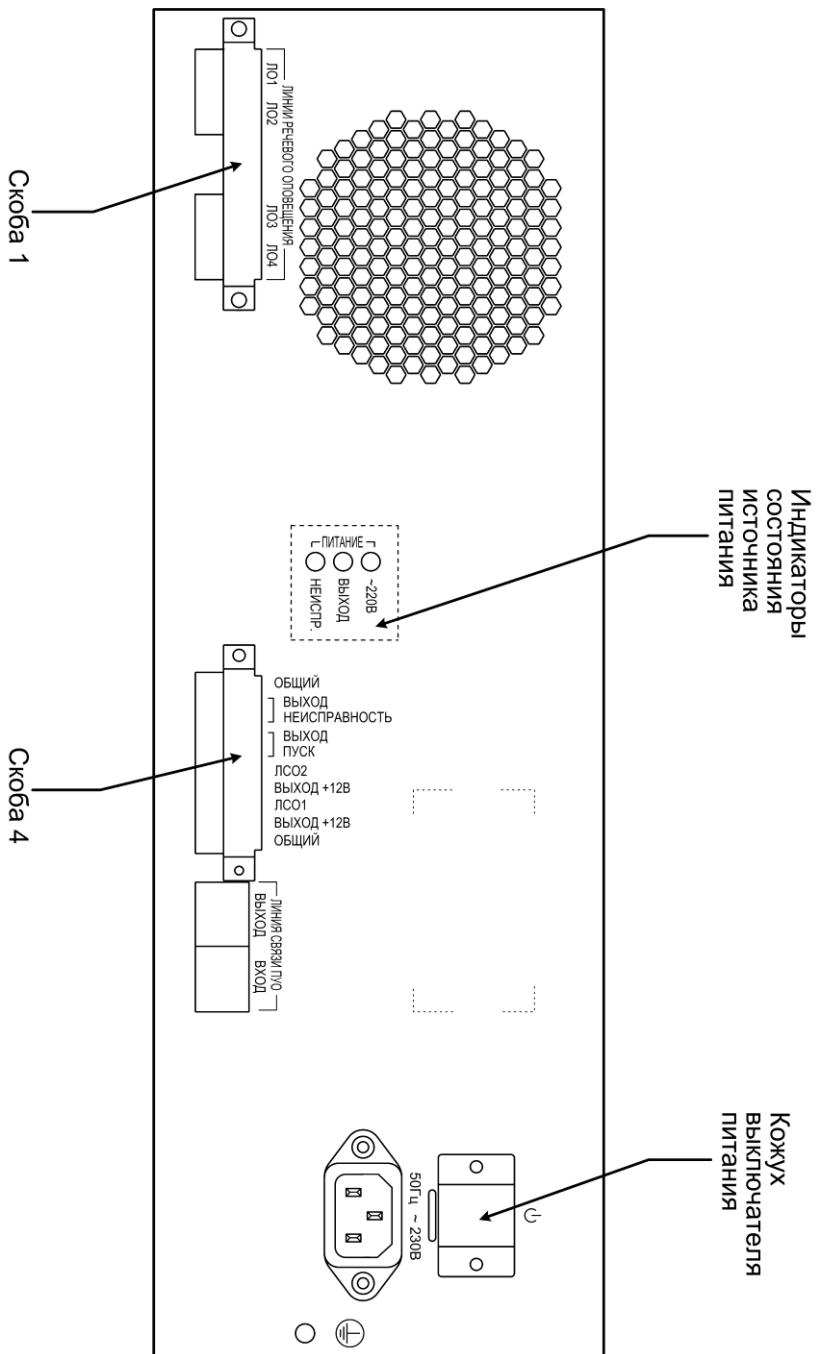 Индикаторы
состояния
источника
питания
Кожух
выключателя
питания
ПИТАНИЕ
~220В
ВЫХОД
НЕИСПР.
50Гц ~ 230В
ЛИНИИ РЕЧЕВОГО ОПОВЕЩЕНИЯ
ЛО1 ЛО2 ЛО3 ЛО4
ОБЩИЙ
ВЫХОД
НЕИСПРАВНОСТЬ
ВЫХОД
ПУСК
ЛСО2
ВЫХОД +12В
ЛСО1
ВЫХОД +12В
ОБЩИЙ
ЛИНИЯ СВЯЗИ ПУО
ВЫХОД ВХОД
Скоба 1
Скоба 4